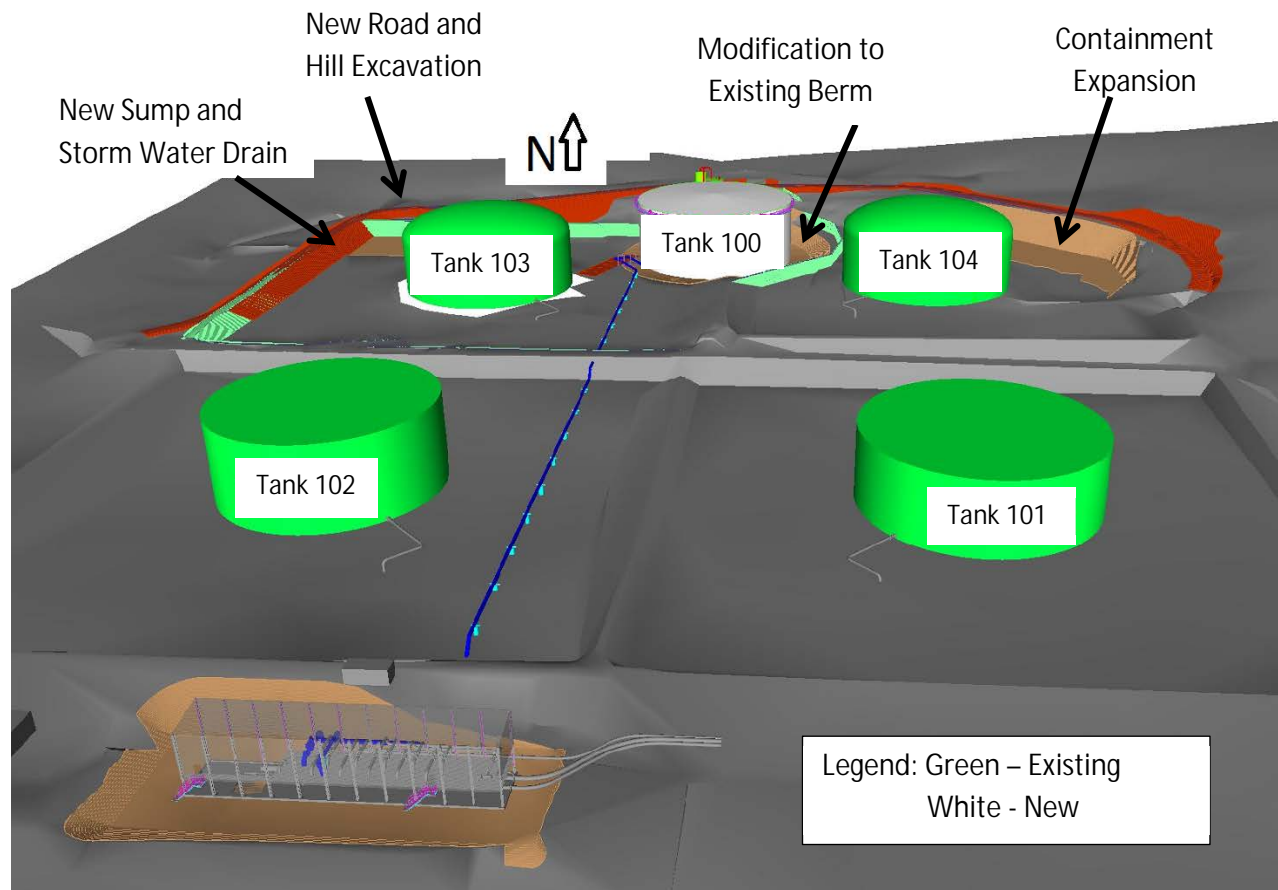 New Road and
Hill Excavation
Modification to
Existing Berm
Containment
Expansion
New Sump and
Storm Water Drain
N
Tank 103
Tank 100
Tank 104
Tank 102
Tank 101
Legend: Green – Existing
White - New